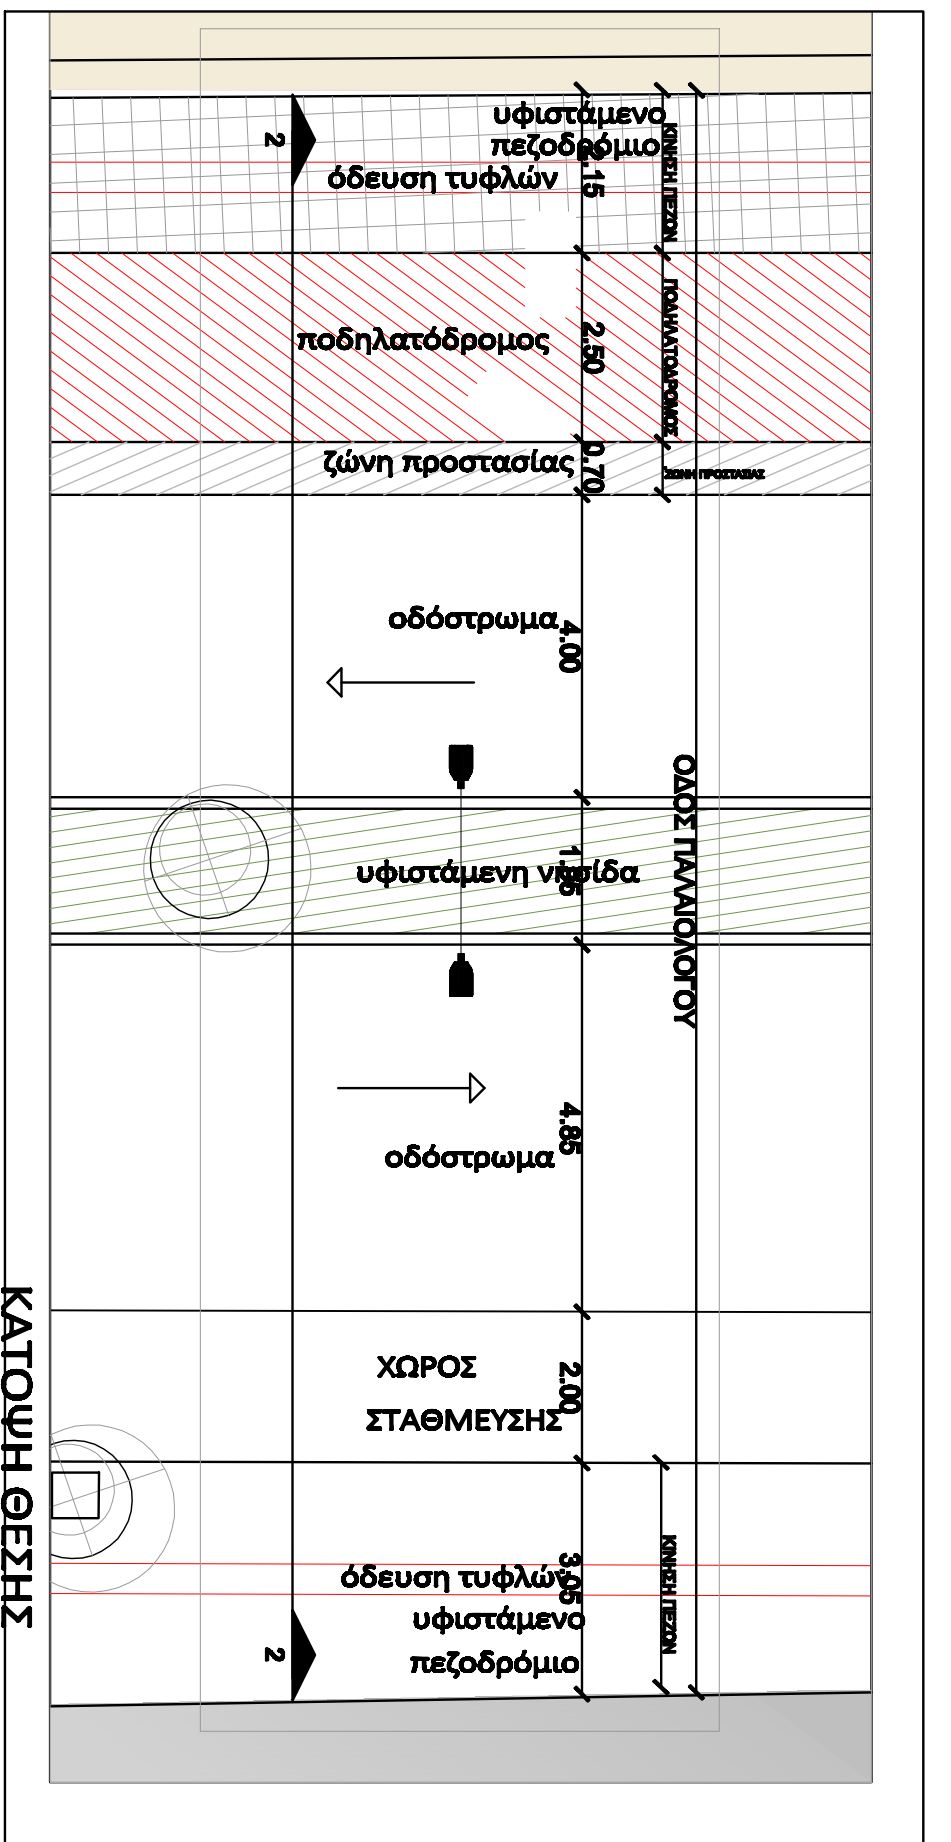 υφιστάμενο
πεζοδρόμιο
όδευση τυφλών
2
2.15
ΚΙΝΗΣΗ ΠΕΖΩΝ
ποδηλατόδρομος
2.50
ΠΟΔΗΛΑΤΟΔΡΟΜΟΣ
ζώνη προστασίας
0.70
ΖΩΝΗ ΠΡΟΣΤΑΣΙΑΣ
οδόστρωμα
4.00
ΟΔΟΣ ΠΑΛΑΙΟΛΟΓΟΥ
υφιστάμενη νησίδα
4.85
οδόστρωμα
ΧΩΡΟΣ
ΣΤΑΘΜΕΥΣΗΣ
2.00
όδευση τυφλών
3.05
ΚΙΝΗΣΗ ΠΕΖΩΝ
υφιστάμενο
πεζοδρόμιο
2
ΚΑΤΟΨΗ ΘΕΣΗΣ